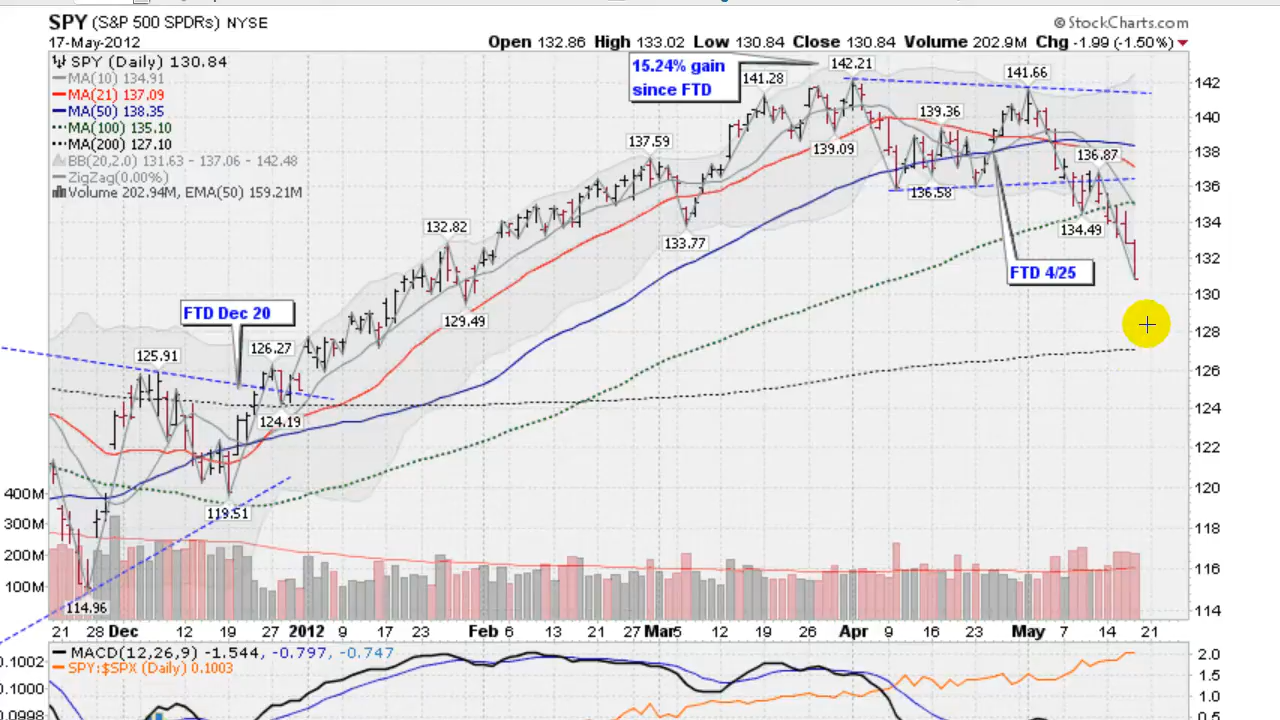 SPY (S&P 500 SPDRs) NYSE
© StockCharts.com
17-May-2012
Open 132.86 High 133.02 Low 130.84 Close 130.84 Volume 202.9M Chg -1.99 (-1.50%)
SPY (Daily) 130.84
MA(10) 134.91
MA(21) 137.09
MA(50) 138.35
MA(100) 135.10
MA(200) 127.10
BB(20,2.0) 131.63 - 137.06 - 142.48
ZigZag(0.00%)
Volume 202.94M, EMA(50) 159.21M
15.24% gain
since FTD
142.21
141.28
141.66
139.36
137.59
139.09
136.87
136.58
132.82
133.77
134.49
FTD 4/25
129.49
FTD Dec 20
125.91
126.27
124.19
119.51
114.96
142
140
138
136
134
132
130
128
126
124
122
120
118
116
114
400M
300M
200M
100M
21 28 Dec 12 19 27 2012 9 17 23 Feb 6 13 21 27 Mar 5 12 19 26 Apr 9 16 23 May 7 14 21
MACD(12,26,9) -1.544, -0.797, -0.747
SPY:$SPX (Daily) 0.1003
0.1002
0.1000
0.0998
2.0
1.5
1.0
0.5